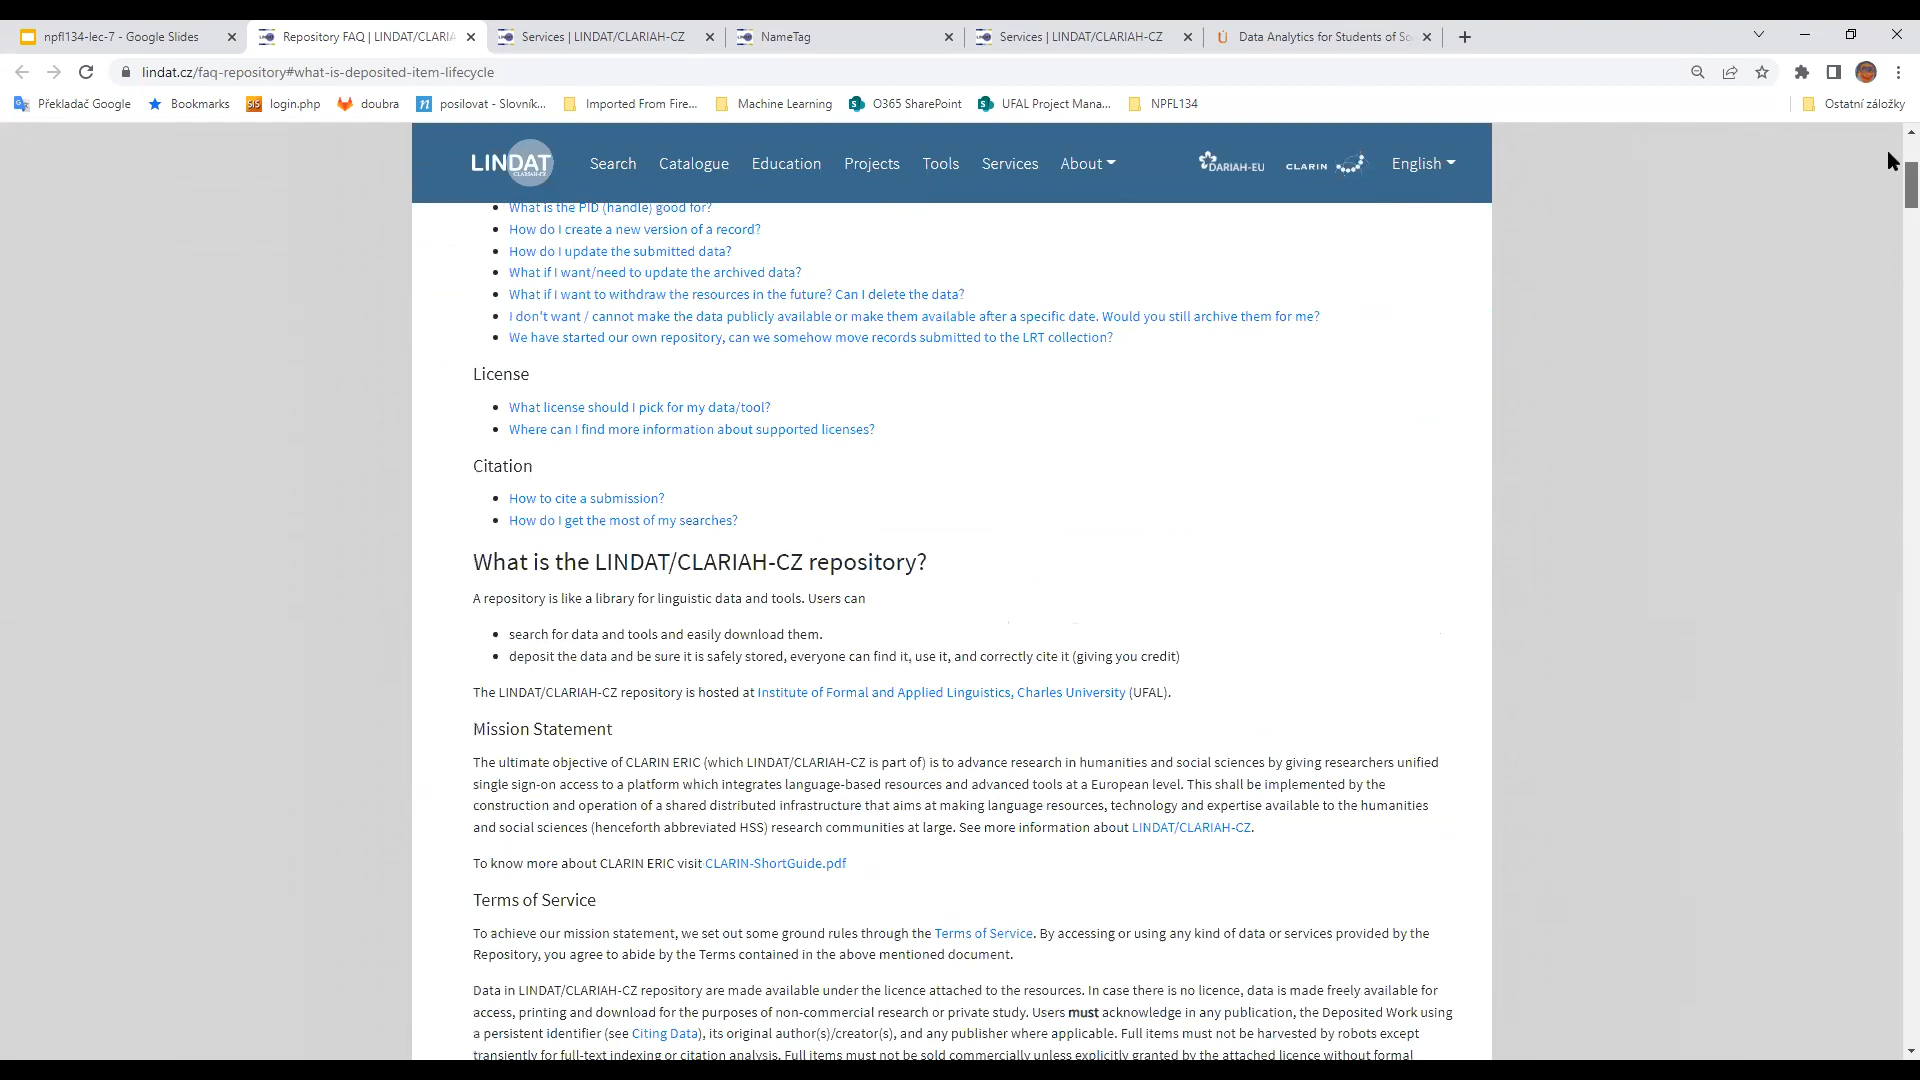 npfl134-lec-7 - Google Slides
Repository FAQ | LINDAT/CLARIA
Services | LINDAT/CLARIAH-CZ
NameTag
Services | LINDAT/CLARIAH-CZ
Data Analytics for Students of So
lindat.cz/faq-repository#what-is-deposited-item-lifecycle
Překladač Google
Bookmarks
login.php
doubra
posilovat - Slovník...
Imported From Fire...
Machine Learning
O365 SharePoint
UFAL Project Mana...
NPFL134
Ostatní záložky
LINDAT
CLARIAH-CZ
Search
Catalogue
Education
Projects
Tools
Services
About
DARIAH-EU
CLARIN
English
What is the PID (handle) good for?
How do I create a new version of a record?
How do I update the submitted data?
What if I want/need to update the archived data?
What if I want to withdraw the resources in the future? Can I delete the data?
I don't want / cannot make the data publicly available or make them available after a specific date. Would you still archive them for me?
We have started our own repository, can we somehow move records submitted to the LRT collection?
License
What license should I pick for my data/tool?
Where can I find more information about supported licenses?
Citation
How to cite a submission?
How do I get the most of my searches?
What is the LINDAT/CLARIAH-CZ repository?
A repository is like a library for linguistic data and tools. Users can
search for data and tools and easily download them.
deposit the data and be sure it is safely stored, everyone can find it, use it, and correctly cite it (giving you credit)
The LINDAT/CLARIAH-CZ repository is hosted at Institute of Formal and Applied Linguistics, Charles University (UFAL).
Mission Statement
The ultimate objective of CLARIN ERIC (which LINDAT/CLARIAH-CZ is part of) is to advance research in humanities and social sciences by giving researchers unified
single sign-on access to a platform which integrates language-based resources and advanced tools at a European level. This shall be implemented by the
construction and operation of a shared distributed infrastructure that aims at making language resources, technology and expertise available to the humanities
and social sciences (henceforth abbreviated HSS) research communities at large. See more information about LINDAT/CLARIAH-CZ.
To know more about CLARIN ERIC visit CLARIN-ShortGuide.pdf
Terms of Service
To achieve our mission statement, we set out some ground rules through the Terms of Service. By accessing or using any kind of data or services provided by the
Repository, you agree to abide by the Terms contained in the above mentioned document.
Data in LINDAT/CLARIAH-CZ repository are made available under the licence attached to the resources. In case there is no licence, data is made freely available for
access, printing and download for the purposes of non-commercial research or private study. Users must acknowledge in any publication, the Deposited Work using
a persistent identifier (see Citing Data), its original author(s)/creator(s), and any publisher where applicable. Full items must not be harvested by robots except
transiently for full-text indexing or citation analysis. Full items must not be sold commercially unless explicitly granted by the attached licence without formal